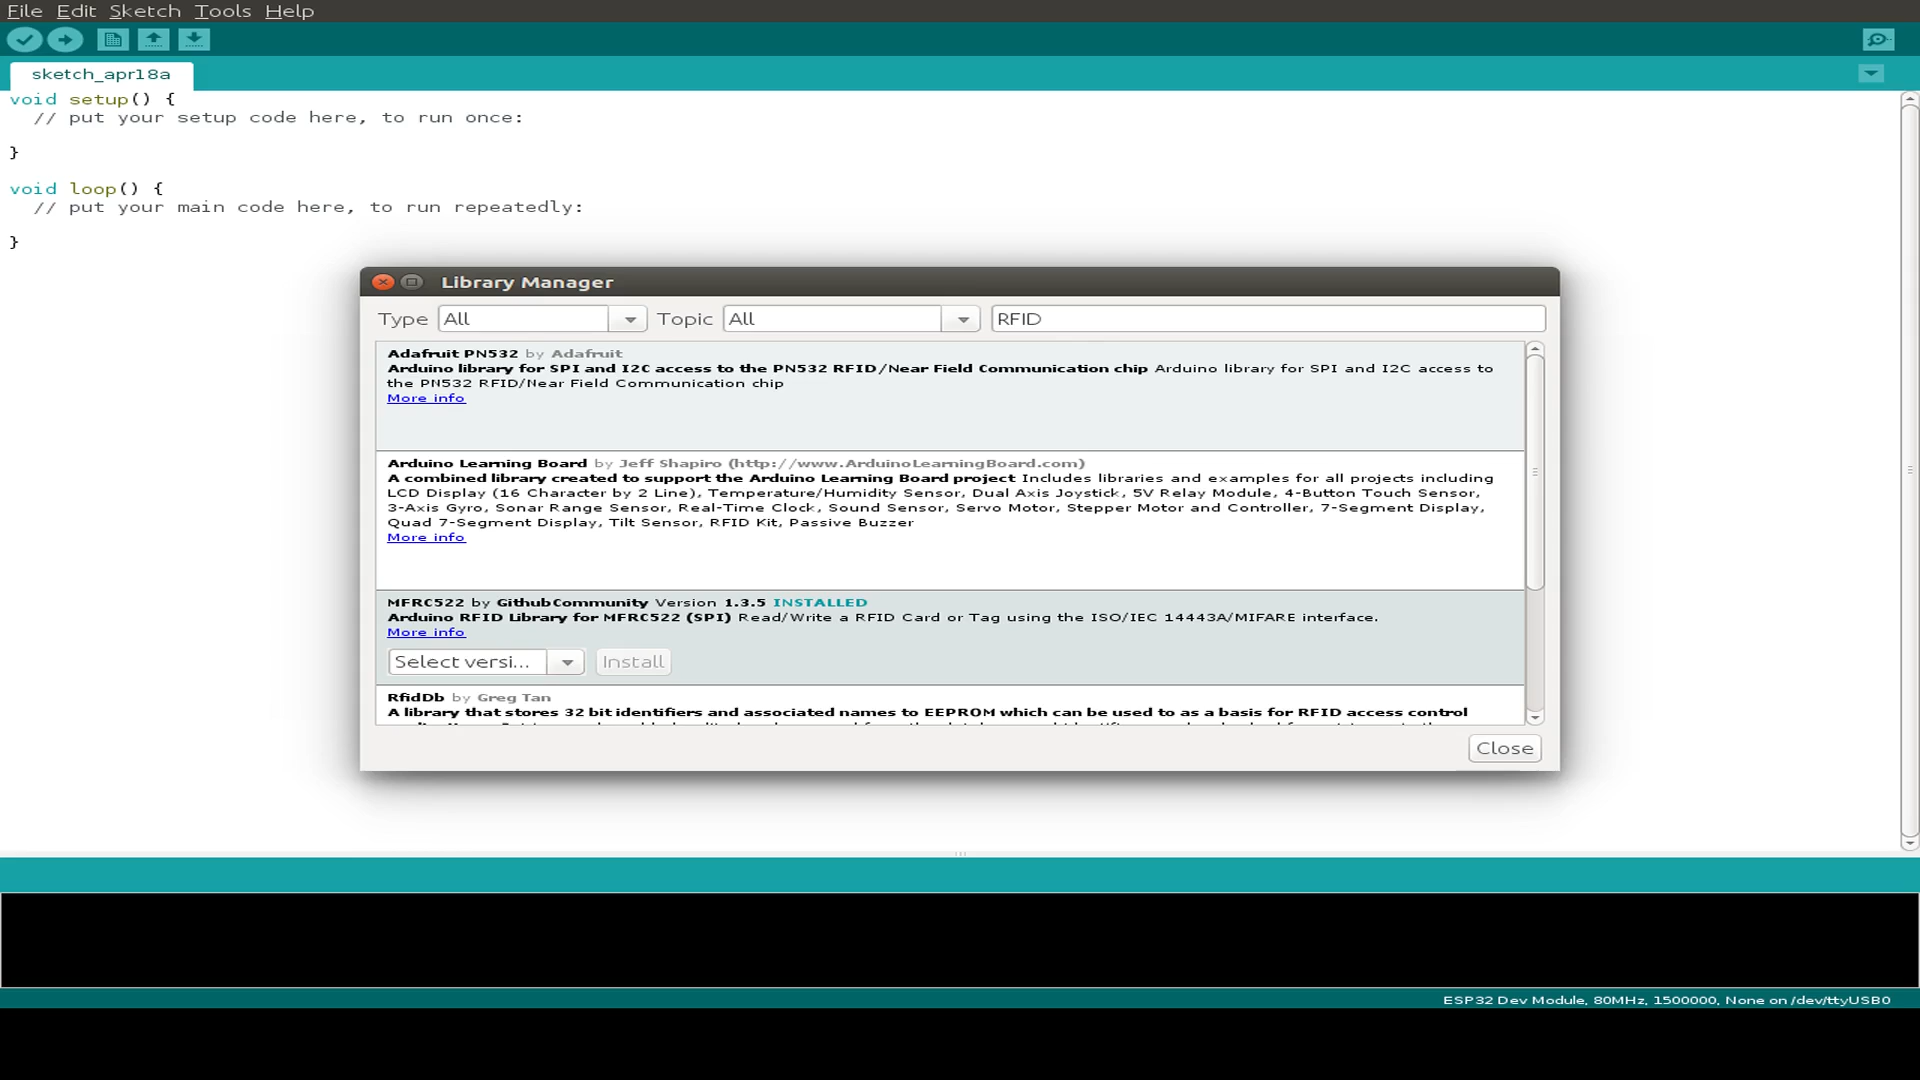 File Edit Sketch Tools Help
sketch_apr18a
void setup() {
// put your setup code here, to run once:
}
void loop() {
// put your main code here, to run repeatedly:
}
Library Manager
Type All Topic All RFID
Adafruit PN532 by Adafruit
Arduino library for SPI and I2C access to the PN532 RFID/Near Field Communication chip Arduino library for SPI and I2C access to
the PN532 RFID/Near Field Communication chip
More info
Arduino Learning Board by Jeff Shapiro (http://www.ArduinoLearningBoard.com)
A combined library created to support the Arduino Learning Board project Includes libraries and examples for all projects including
LCD Display (16 Character by 2 Line), Temperature/Humidity Sensor, Dual Axis Joystick, 5V Relay Module, 4-Button Touch Sensor,
3-Axis Gyro, Sonar Range Sensor, Real-Time Clock, Sound Sensor, Servo Motor, Stepper Motor and Controller, 7-Segment Display,
Quad 7-Segment Display, Tilt Sensor, RFID Kit, Passive Buzzer
More info
MFRC522 by GithubCommunity Version 1.3.5 INSTALLED
Arduino RFID Library for MFRC522 (SPI) Read/Write a RFID Card or Tag using the ISO/IEC 14443A/MIFARE interface.
More info
Select versi... Install
RfidDb by Greg Tan
A library that stores 32 bit identifiers and associated names to EEPROM which can be used to as a basis for RFID access control
Close
ESP32 Dev Module, 80MHz, 1500000, None on /dev/ttyUSB0